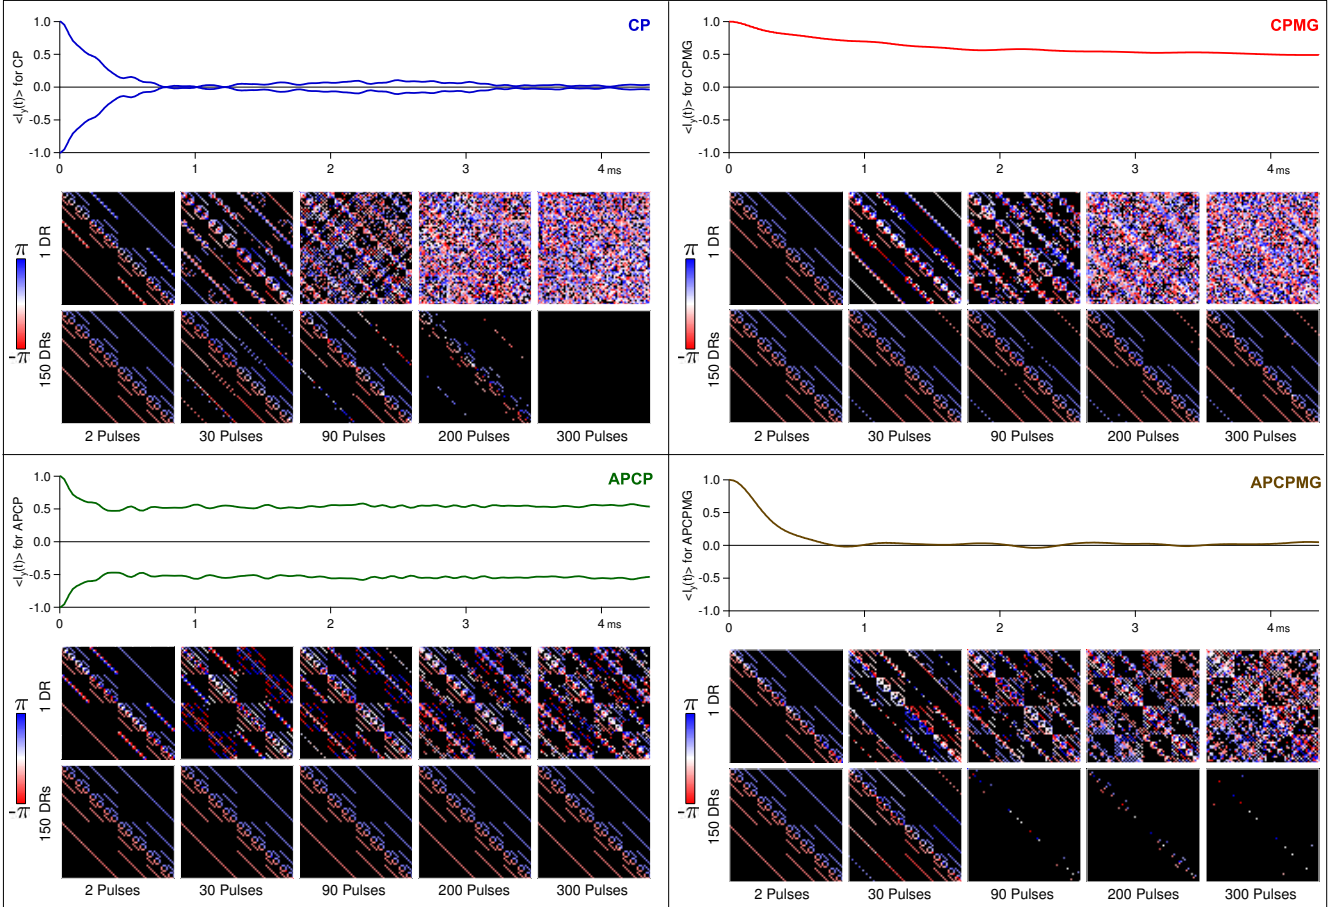 CP
<Iy(t)> for CP
1.0
0.5
0.0
-0.5
-1.0
0 1 2 3 4 ms
π
-π
1 DR
150 DRs
2 Pulses 30 Pulses 90 Pulses 200 Pulses 300 Pulses
CPMG
<Iy(t)> for CPMG
1.0
0.5
0.0
-0.5
-1.0
0 1 2 3 4 ms
π
-π
1 DR
150 DRs
2 Pulses 30 Pulses 90 Pulses 200 Pulses 300 Pulses
APCP
<Iy(t)> for APCP
1.0
0.5
0.0
-0.5
-1.0
0 1 2 3 4 ms
π
-π
1 DR
150 DRs
2 Pulses 30 Pulses 90 Pulses 200 Pulses 300 Pulses
APCPMG
<Iy(t)> for APCPMG
1.0
0.5
0.0
-0.5
-1.0
0 1 2 3 4 ms
π
-π
1 DR
150 DRs
2 Pulses 30 Pulses 90 Pulses 200 Pulses 300 Pulses